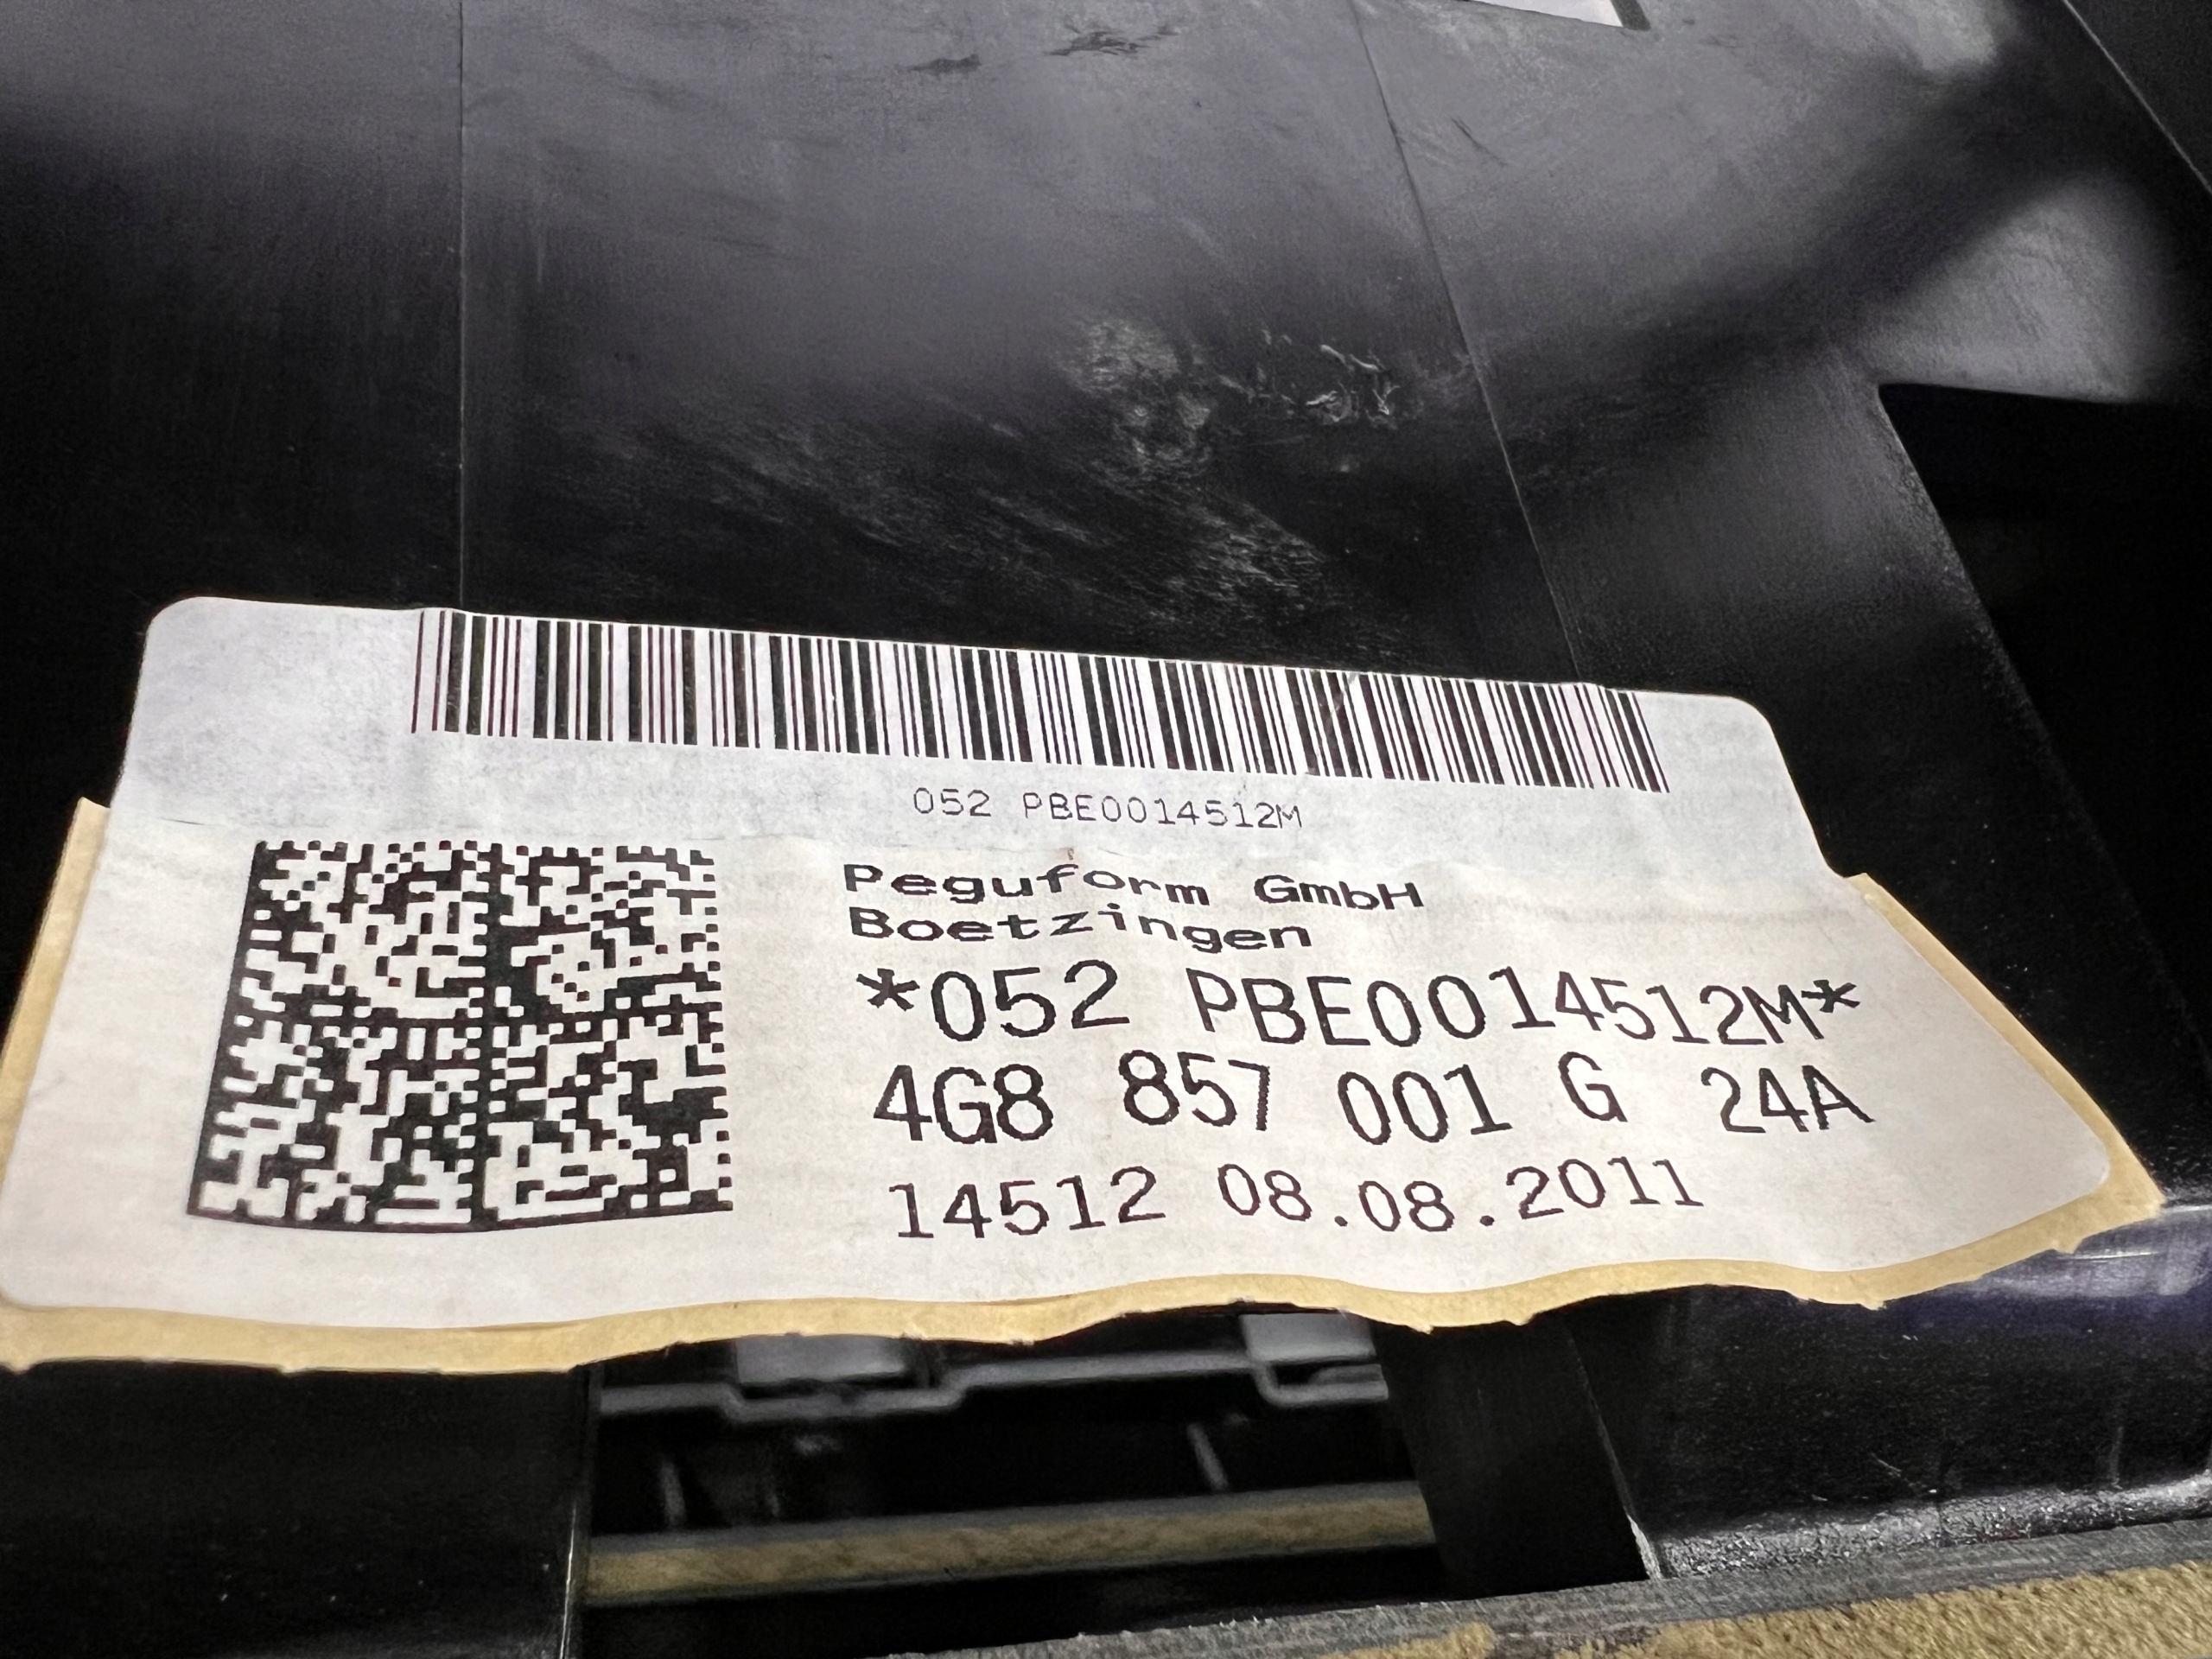 052 PBE0014512M
Peguform GmbH
Boetzingen
*052 PBE0014512M*
4G8 857 001 G 24A
14512 08.08.2011